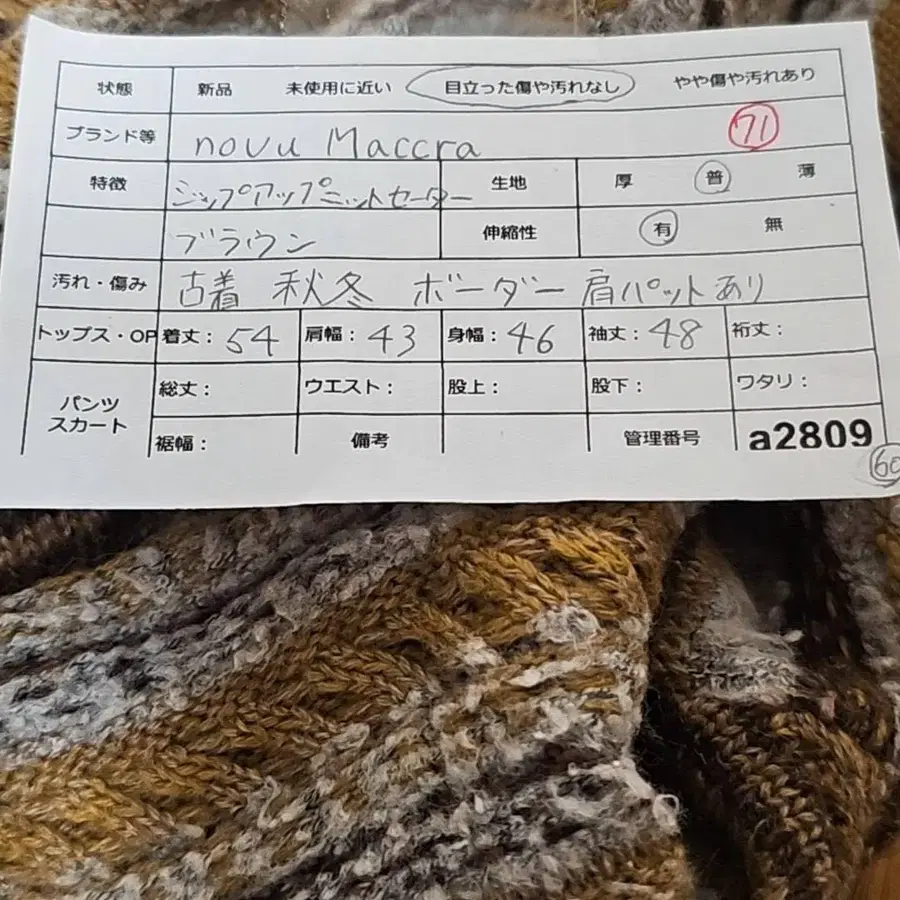 状態 新品 未使用に近い 目立った傷や汚れなし やや傷や汚れあり
ブランド等 novu Maccra 71
特徴 ジップアップニットセーター 生地 厚 普 薄
ブラウン 伸縮性 有 無
汚れ・傷み 古着 秋冬 ボーダー 肩パットあり
トップス・OP 着丈：54 肩幅：43 身幅：46 袖丈：48 裄丈：
パンツ スカート 総丈： ウエスト： 股上： 股下： ワタリ：
裾幅： 備考 管理番号 a2809
60